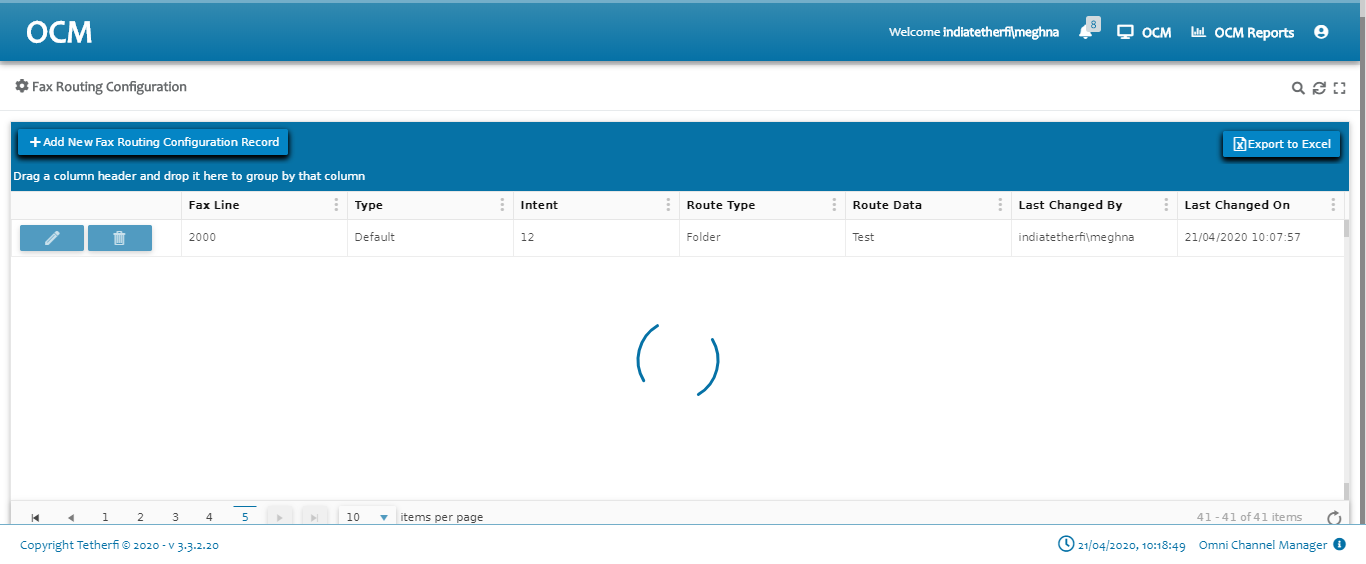 OCM
Welcome indiatetherfi\meghna 8 OCM OCM Reports
Fax Routing Configuration
Add New Fax Routing Configuration Record Export to Excel
Drag a column header and drop it here to group by that column
Fax Line Type Intent Route Type Route Data Last Changed By Last Changed On
2000 Default 12 Folder Test indiatetherfi\meghna 21/04/2020 10:07:57
1 2 3 4 5 10 items per page 41 - 41 of 41 items
Copyright Tetherfi © 2020 - v 3.3.2.20 21/04/2020, 10:18:49 Omni Channel Manager